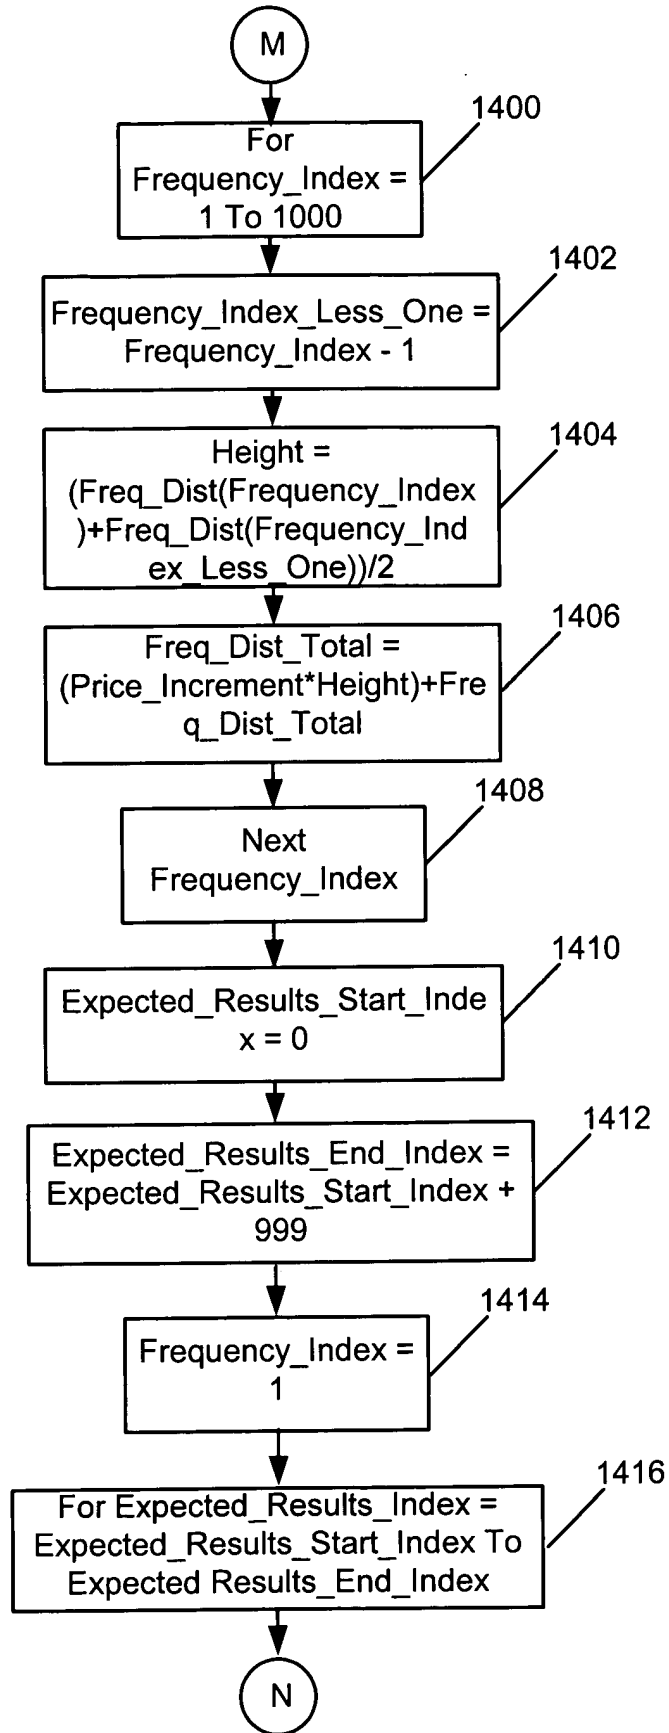 M
1400
For
Frequency_Index =
1 To 1000
1402
Frequency_Index_Less_One =
Frequency_Index - 1
1404
Height =
(Freq_Dist(Frequency_Index
)+Freq_Dist(Frequency_Ind
ex_Less_One))/2
1406
Freq_Dist_Total =
(Price_Increment*Height)+Fre
q_Dist_Total
1408
Next
Frequency_Index
1410
Expected_Results_Start_Inde
x = 0
1412
Expected_Results_End_Index =
Expected_Results_Start_Index +
999
1414
Frequency_Index =
1
1416
For Expected_Results_Index =
Expected_Results_Start_Index To
Expected Results_End_Index
N